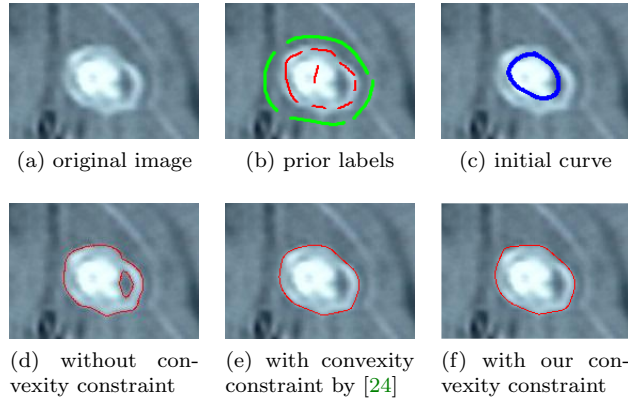 (a) original image
(b) prior labels
(c) initial curve
(d) without con-
vexity constraint
(e) with convexity
constraint by [24]
(f) with our con-
vexity constraint